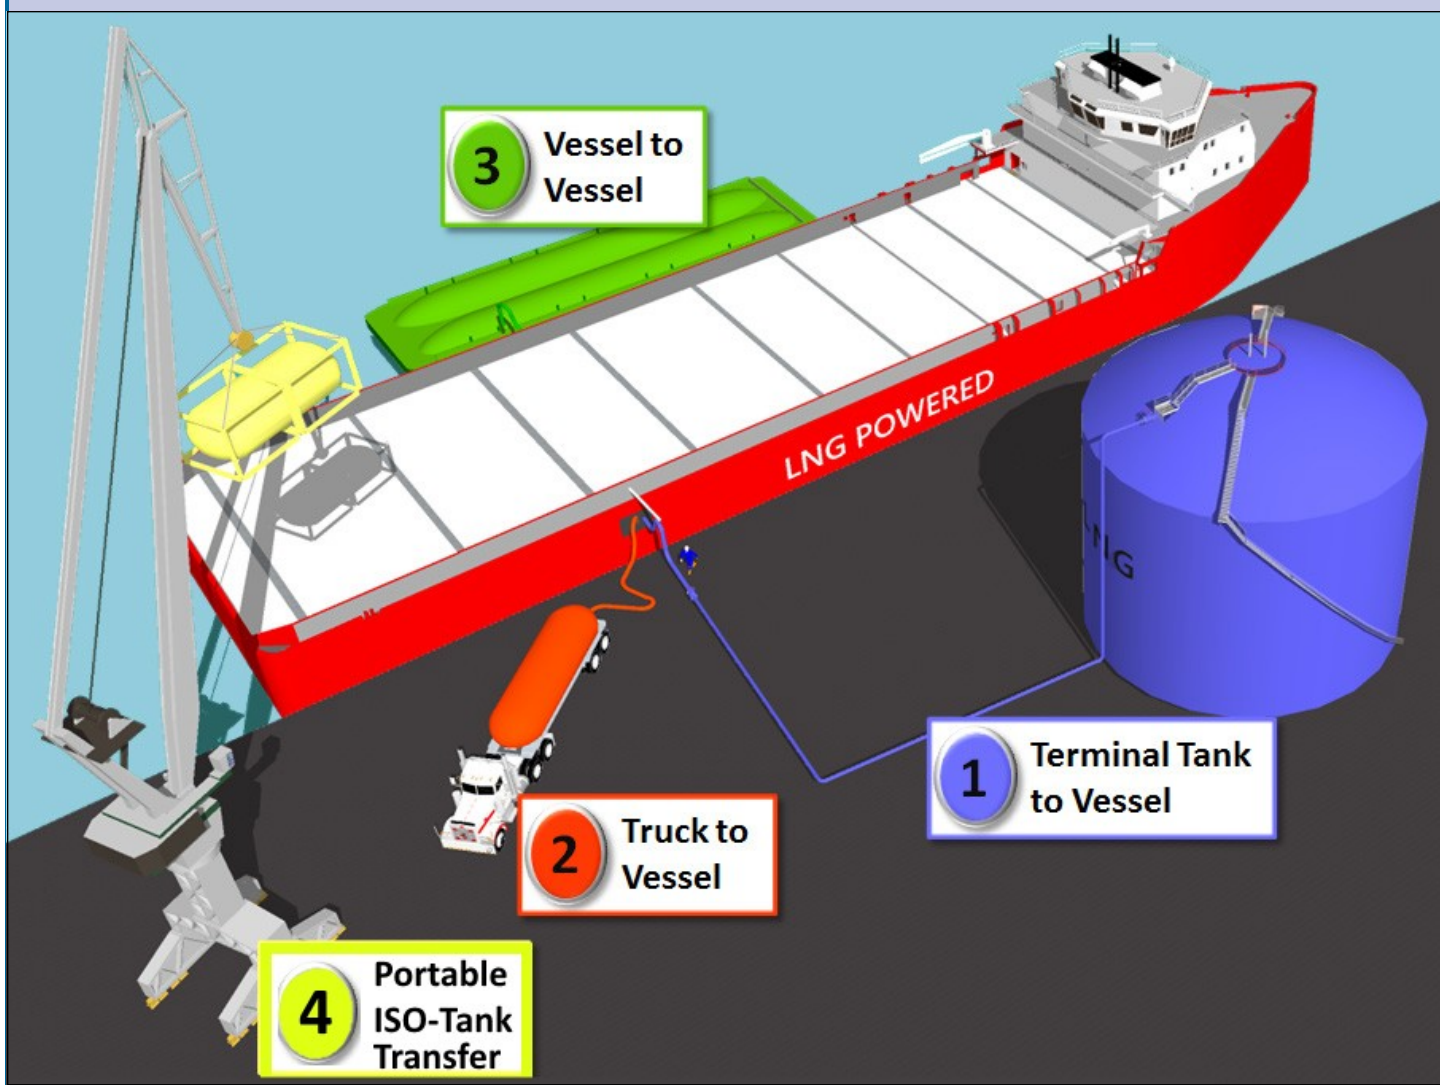 3
Vessel to
Vessel
LNG POWERED
LNG
1
Terminal Tank
to Vessel
2
Truck to
Vessel
4
Portable
ISO-Tank
Transfer